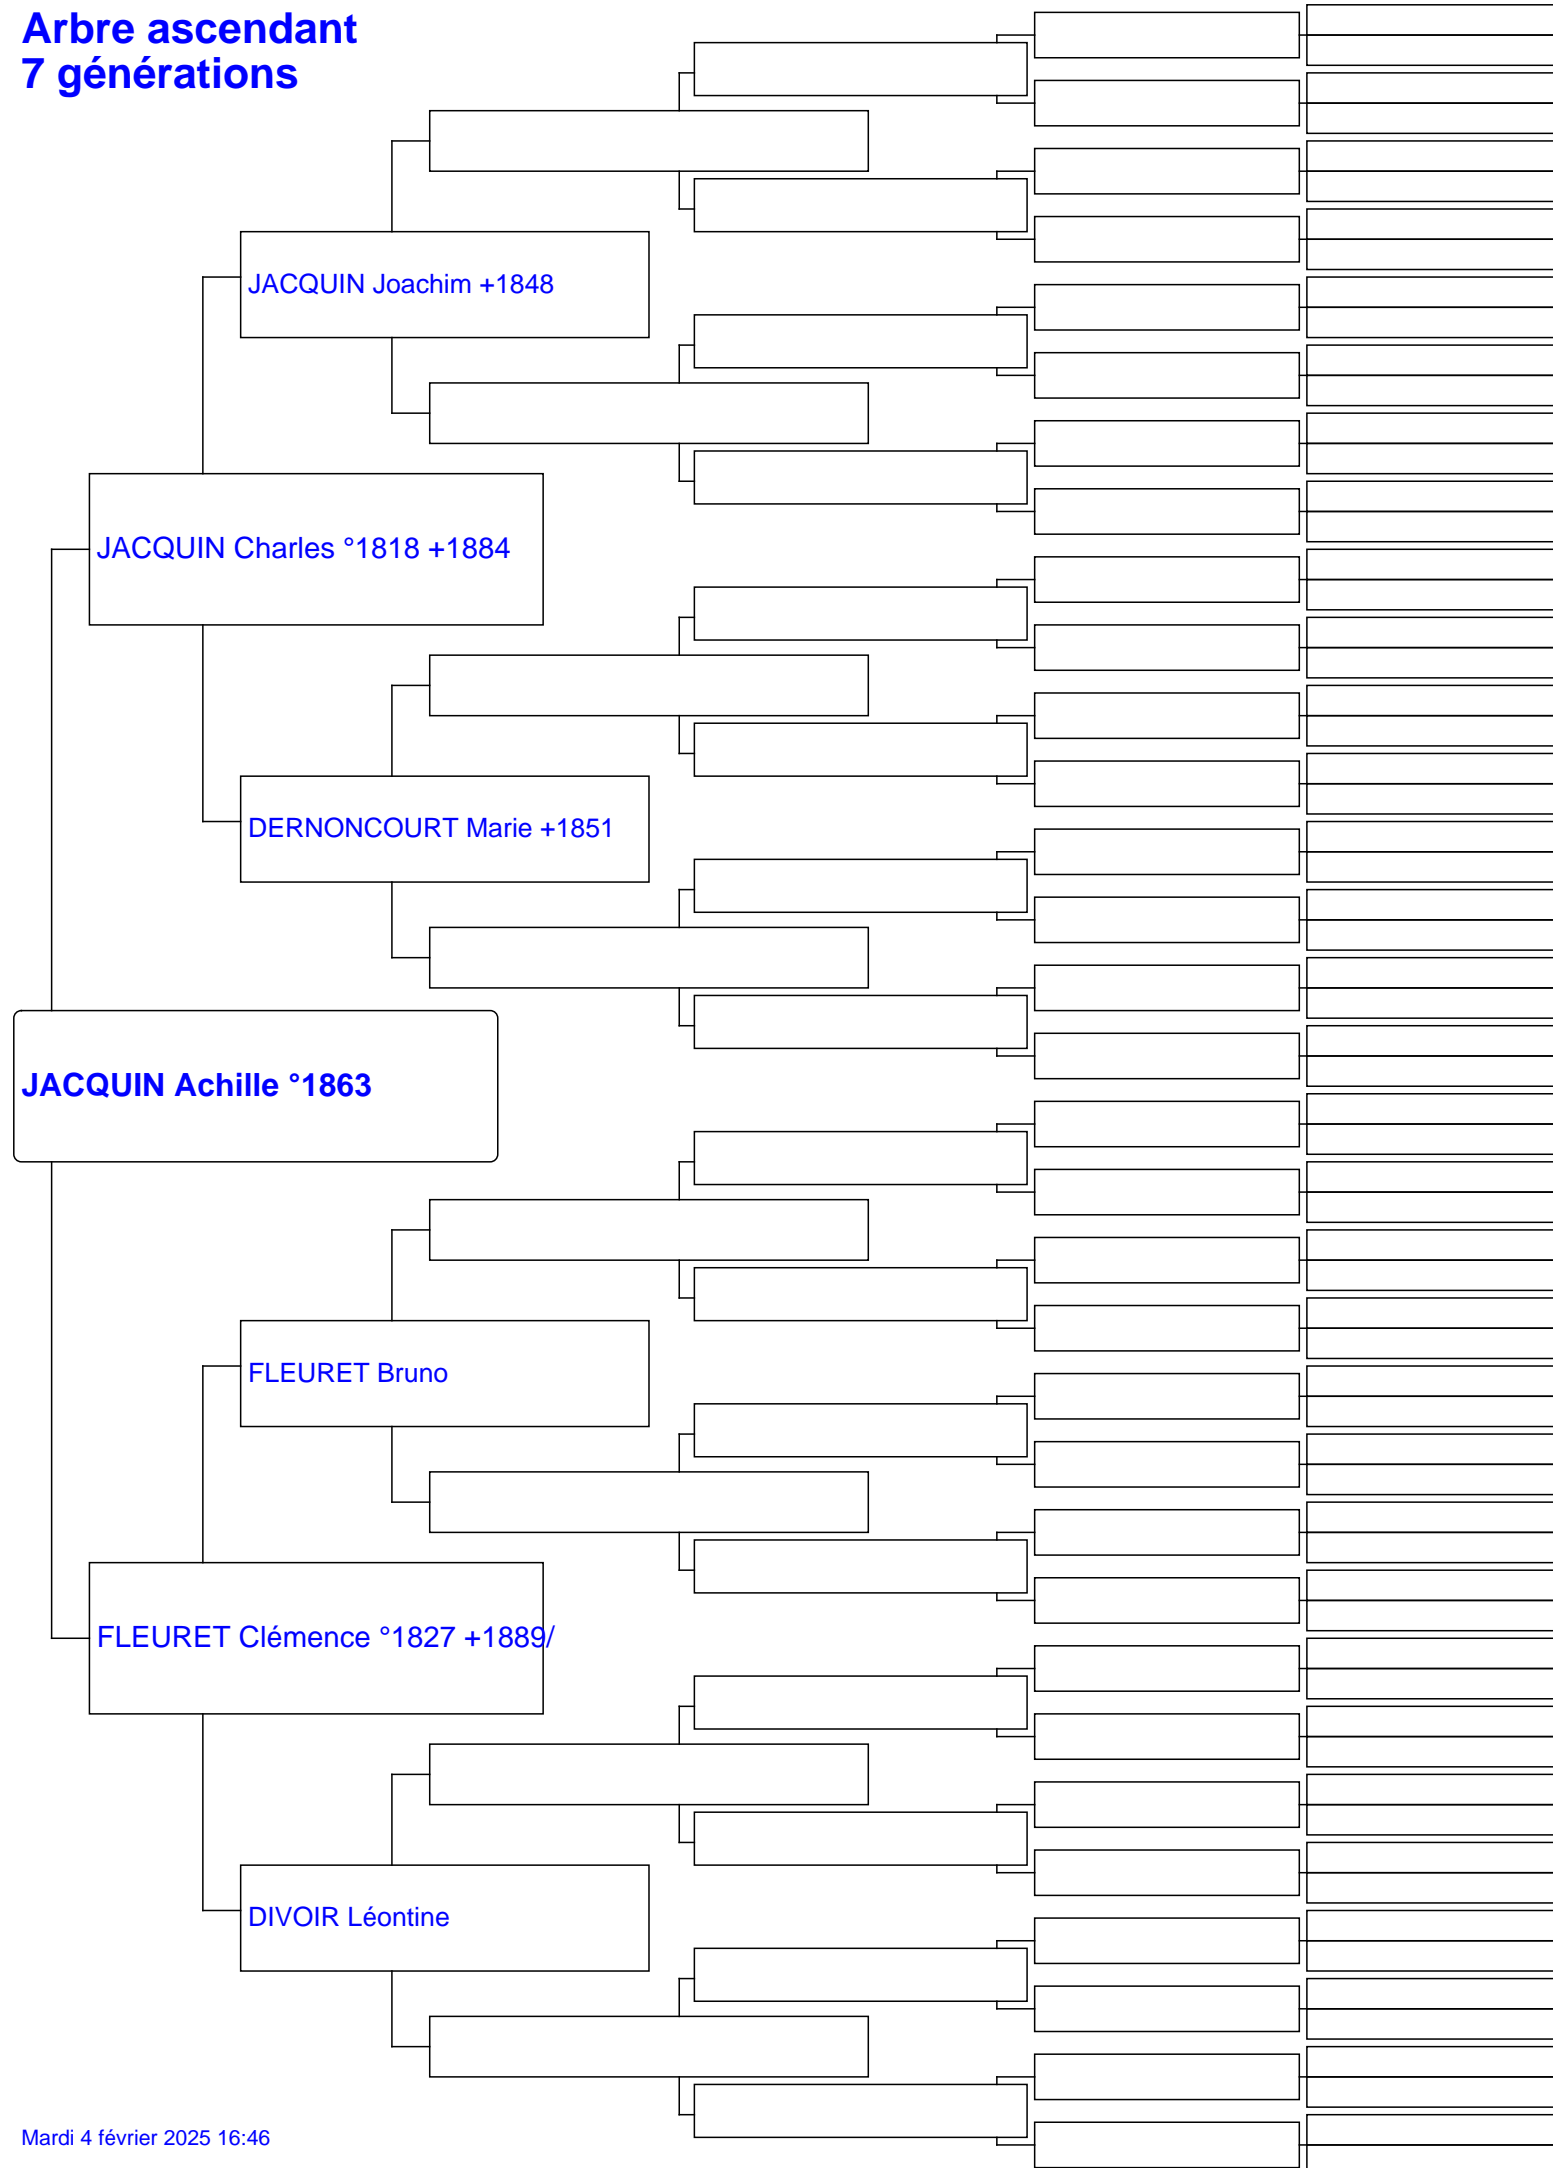 Arbre ascendant
7 générations
JACQUIN Joachim +1848
JACQUIN Charles °1818 +1884
DERNONCOURT Marie +1851
JACQUIN Achille °1863
FLEURET Bruno
FLEURET Clémence °1827 +1889/
DIVOIR Léontine
Mardi 4 février 2025 16:46